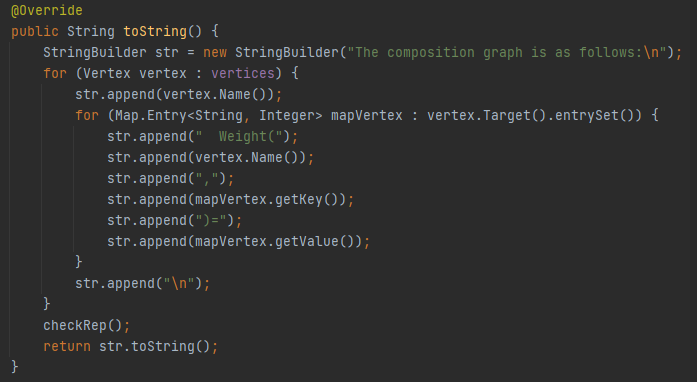 @Override
public String toString() {
    StringBuilder str = new StringBuilder("The composition graph is as follows:\n");
    for (Vertex vertex : vertices) {
        str.append(vertex.Name());
        for (Map.Entry<String, Integer> mapVertex : vertex.Target().entrySet()) {
            str.append("  Weight(");
            str.append(vertex.Name());
            str.append(",");
            str.append(mapVertex.getKey());
            str.append(")=");
            str.append(mapVertex.getValue());
        }
        str.append("\n");
    }
    checkRep();
    return str.toString();
}